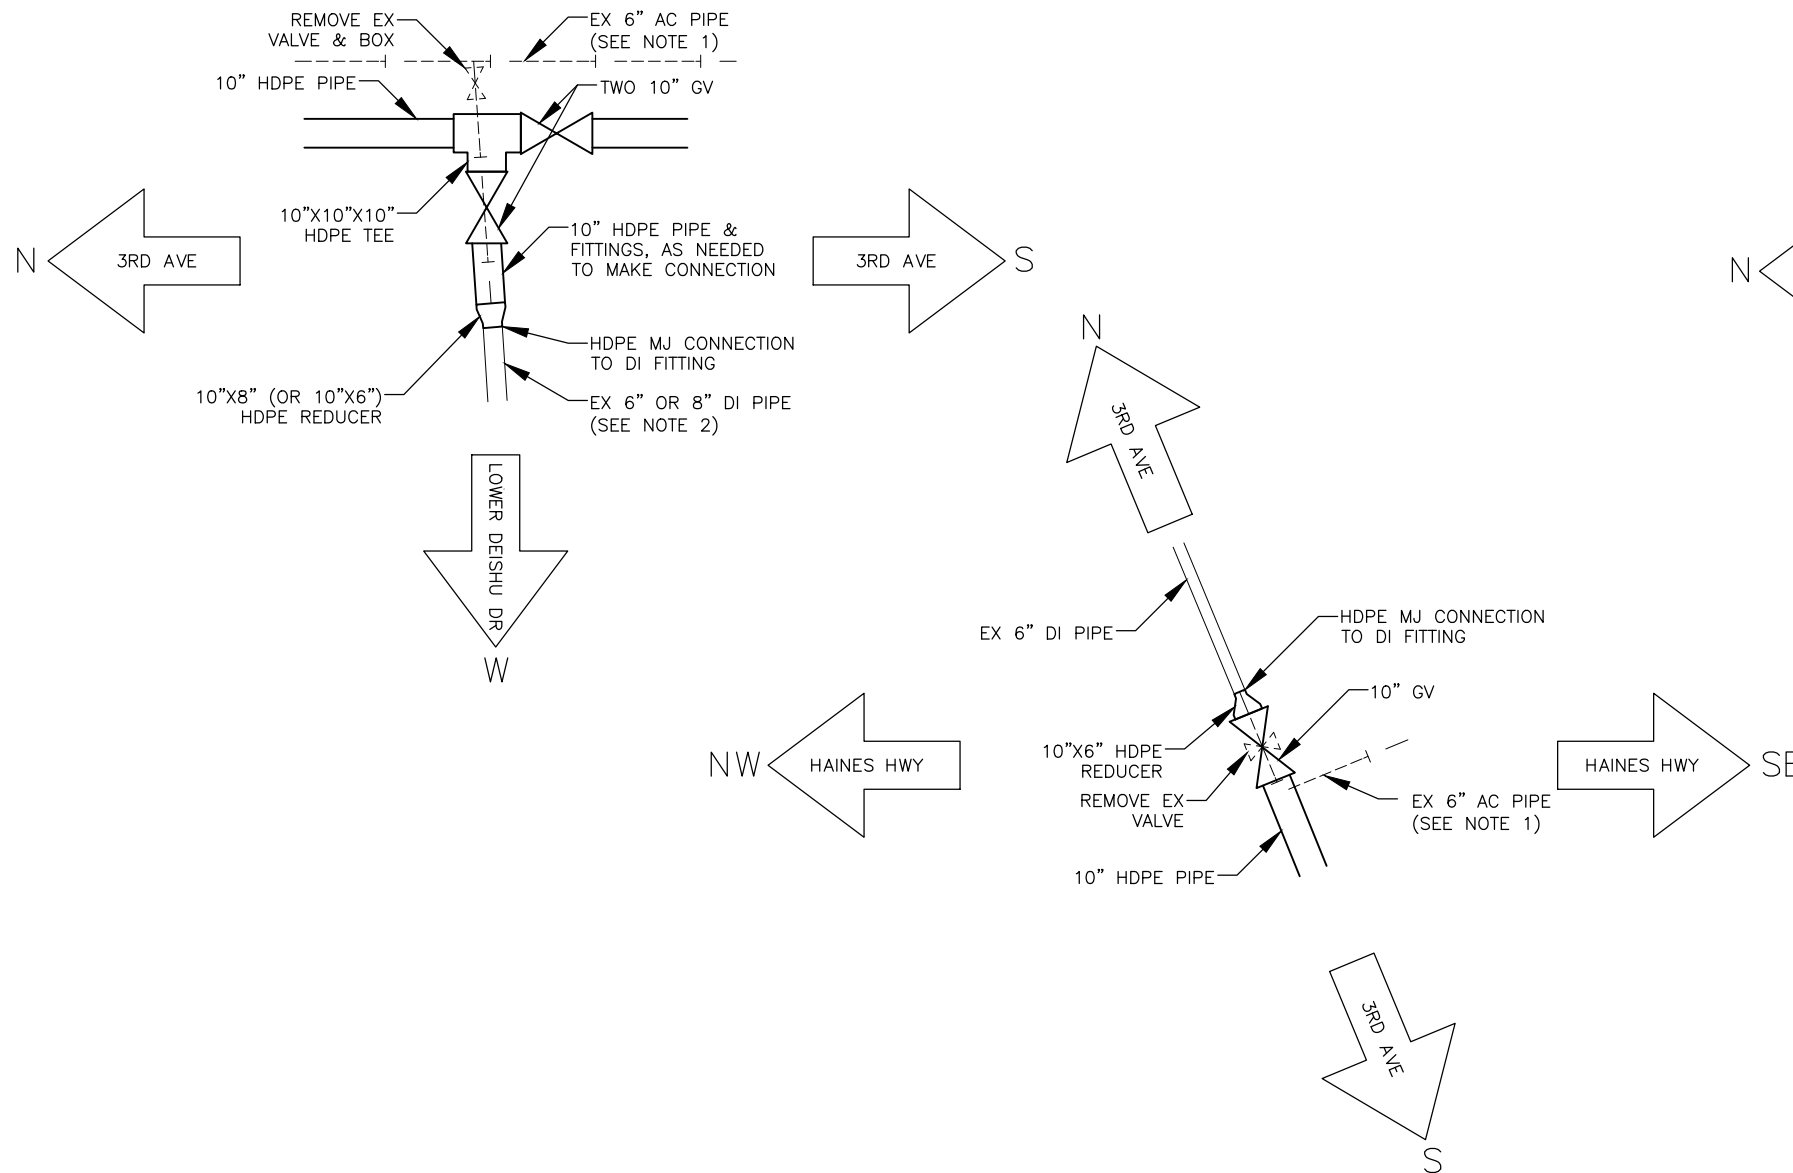 REMOVE EX
VALVE & BOX
EX 6” AC PIPE
(SEE NOTE 1)
10” HDPE PIPE
TWO 10” GV
10”X10”X10”
HDPE TEE
10” HDPE PIPE &
FITTINGS, AS NEEDED
TO MAKE CONNECTION
N
3RD AVE
3RD AVE
S
HDPE MJ CONNECTION
TO DI FITTING
10”X8” (OR 10”X6”)
HDPE REDUCER
EX 6” OR 8” DI PIPE
(SEE NOTE 2)
LOWER DEISHU DR
W
N
N
3RD AVE
EX 6” DI PIPE
HDPE MJ CONNECTION
TO DI FITTING
10” GV
10”X6” HDPE
REDUCER
REMOVE EX
VALVE
EX 6” AC PIPE
(SEE NOTE 1)
10” HDPE PIPE
NW
HAINES HWY
HAINES HWY
SE
3RD AVE
S